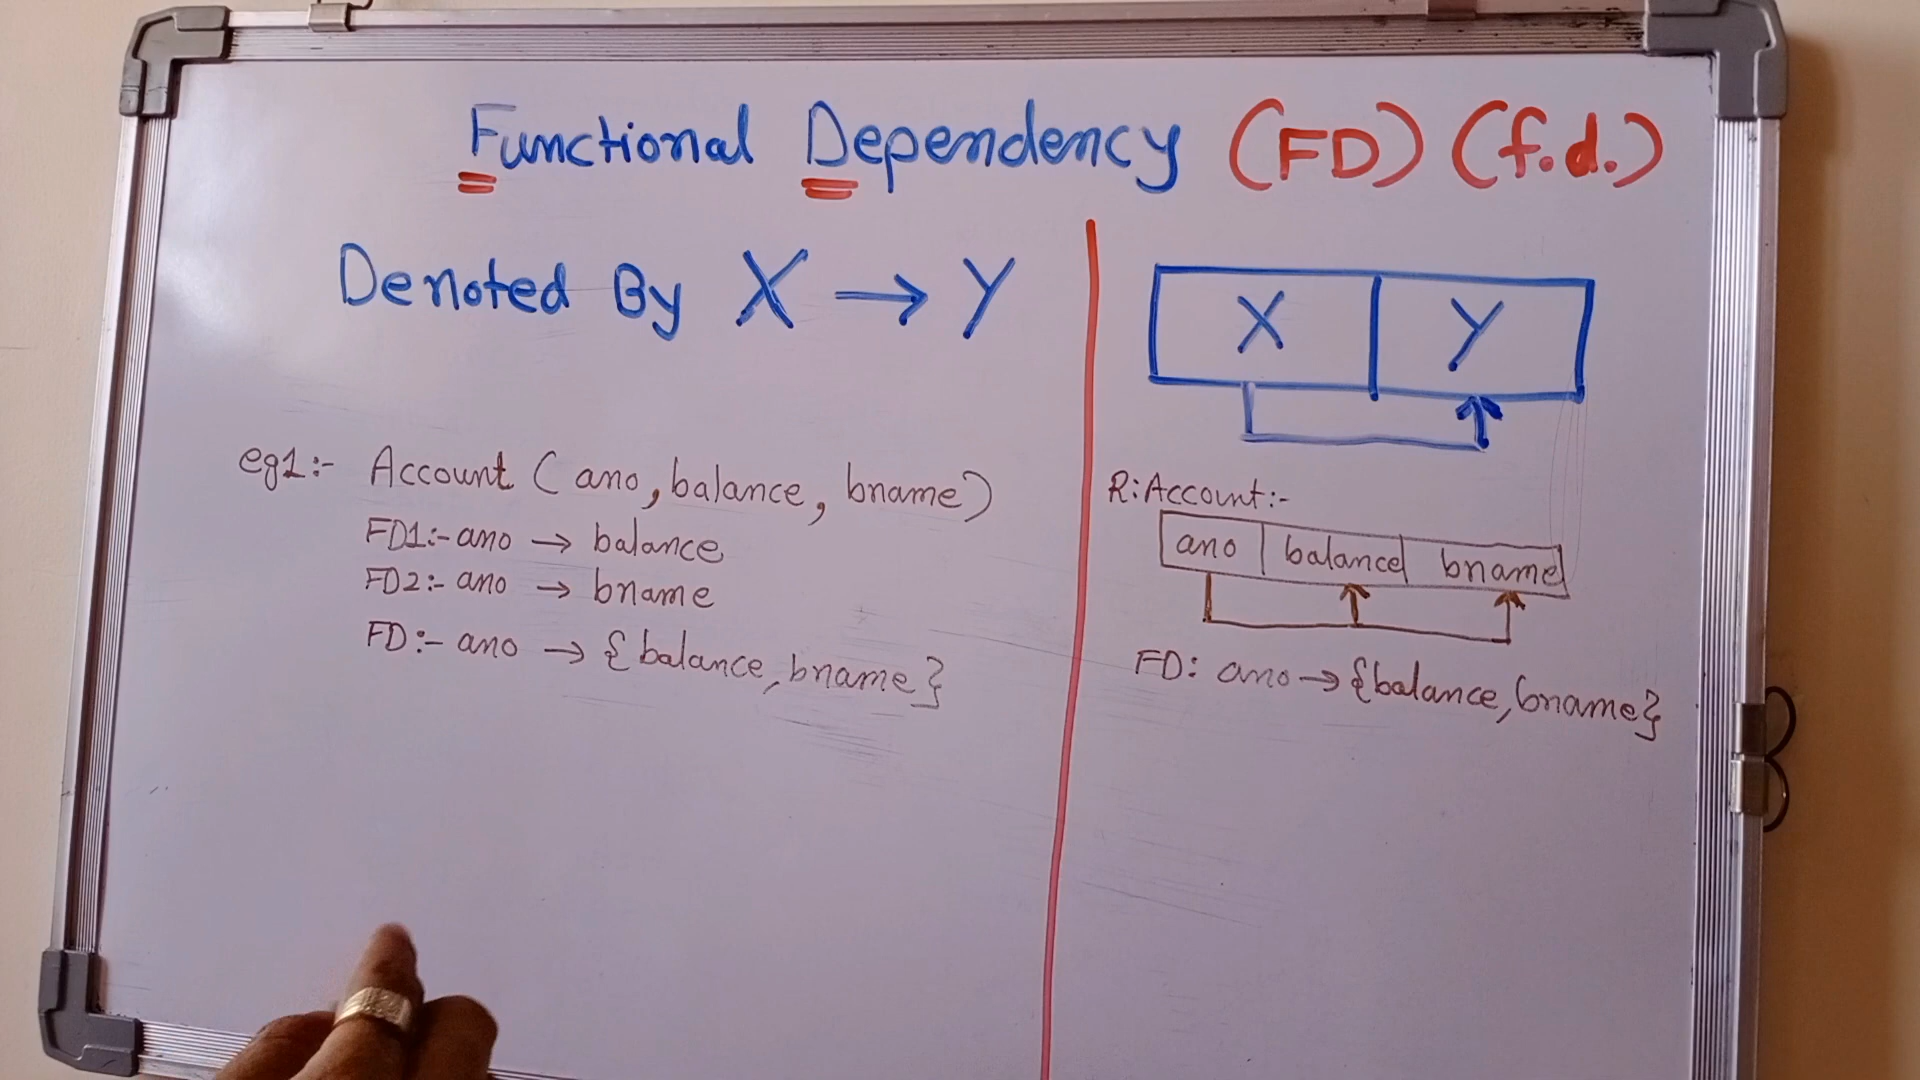 Functional Dependency (FD) (f.d.)
Denoted By X → Y
eg1:- Account (ano, balance, bname)
FD1:- ano → balance
FD2:- ano → bname
FD:- ano → {balance, bname}
X Y
R:Account:-
ano balance bname
FD: ano → {balance, bname}